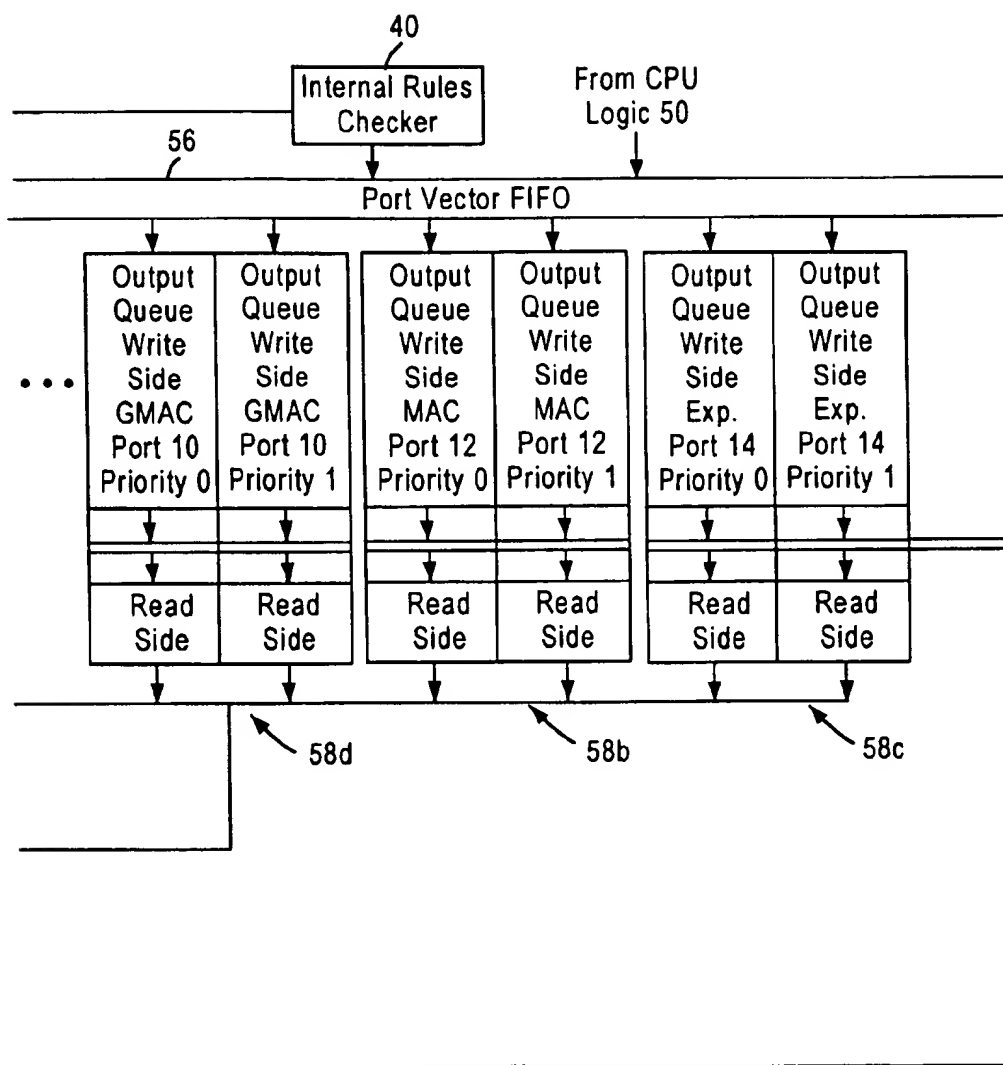 40
Internal Rules
Checker
From CPU
Logic 50
56
Port Vector FIFO
Output
Queue
Write
Side
GMAC
Port 10
Priority 0
Output
Queue
Write
Side
GMAC
Port 10
Priority 1
Output
Queue
Write
Side
MAC
Port 12
Priority 0
Output
Queue
Write
Side
MAC
Port 12
Priority 1
Output
Queue
Write
Side
Exp.
Port 14
Priority 0
Output
Queue
Write
Side
Exp.
Port 14
Priority 1
Read
Side
Read
Side
Read
Side
Read
Side
Read
Side
Read
Side
58d
58b
58c